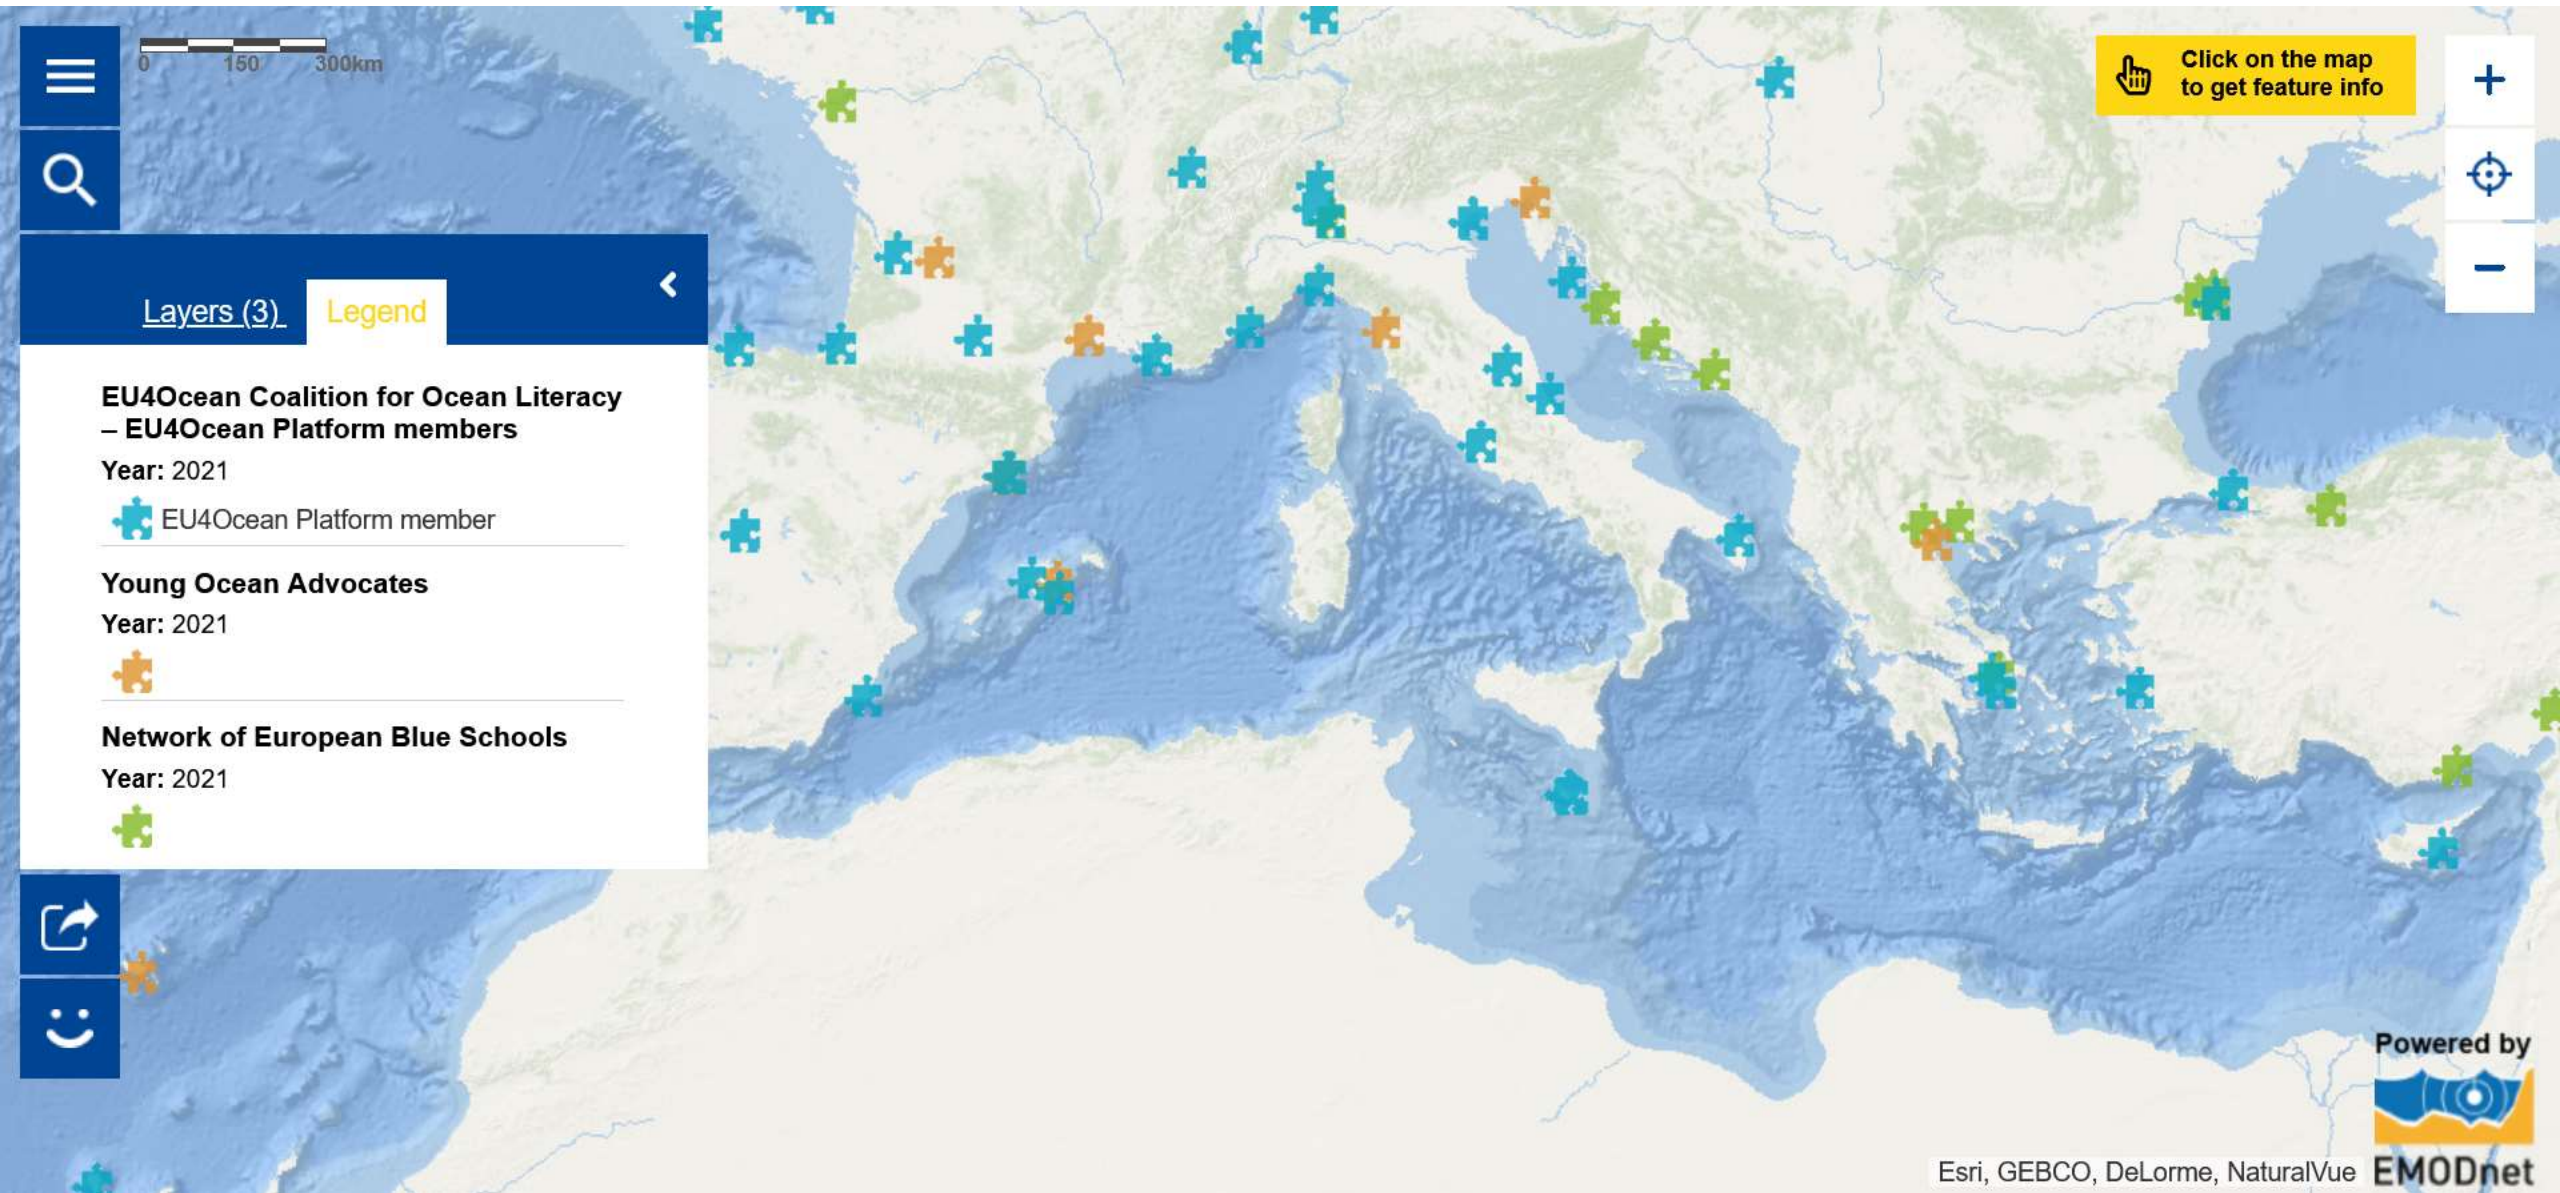 0 150 300km
Click on the map
to get feature info
Layers (3)
Legend
EU4Ocean Coalition for Ocean Literacy
– EU4Ocean Platform members
Year: 2021
EU4Ocean Platform member
Young Ocean Advocates
Year: 2021
Network of European Blue Schools
Year: 2021
Powered by
EMODnet
Esri, GEBCO, DeLorme, NaturalVue